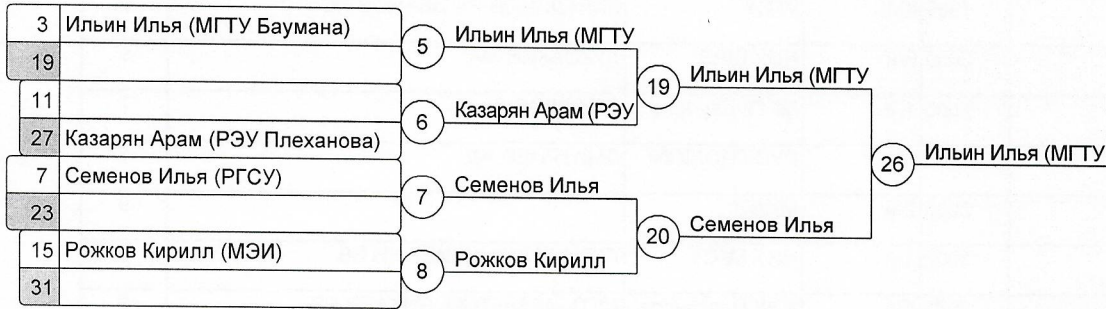 3 Ильин Илья (МГТУ Баумана)
19
5 Ильин Илья (МГТУ
11
27 Казарян Арам (РЭУ Плеханова)
6 Казарян Арам (РЭУ
19 Ильин Илья (МГТУ
7 Семенов Илья (РГСУ)
23
7 Семенов Илья
15 Рожков Кирилл (МЭИ)
31
8 Рожков Кирилл
20 Семенов Илья
26 Ильин Илья (МГТУ